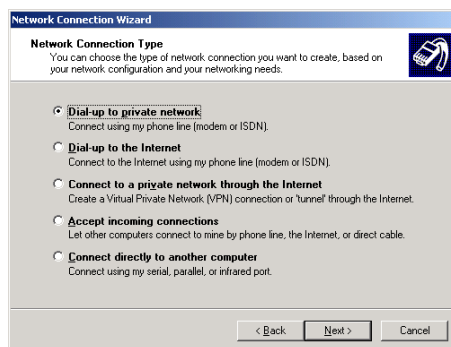 Network Connection Wizard
Network Connection Type
You can choose the type of network connection you want to create, based on
your network configuration and your networking needs.
Dial-up to private network
Connect using my phone line (modem or ISDN).
Dial-up to the Internet
Connect to the Internet using my phone line (modem or ISDN).
Connect to a private network through the Internet
Create a Virtual Private Network (VPN) connection or 'tunnel' through the Internet.
Accept incoming connections
Let other computers connect to mine by phone line, the Internet, or direct cable.
Connect directly to another computer
Connect using my serial, parallel, or infrared port.
< Back Next > Cancel